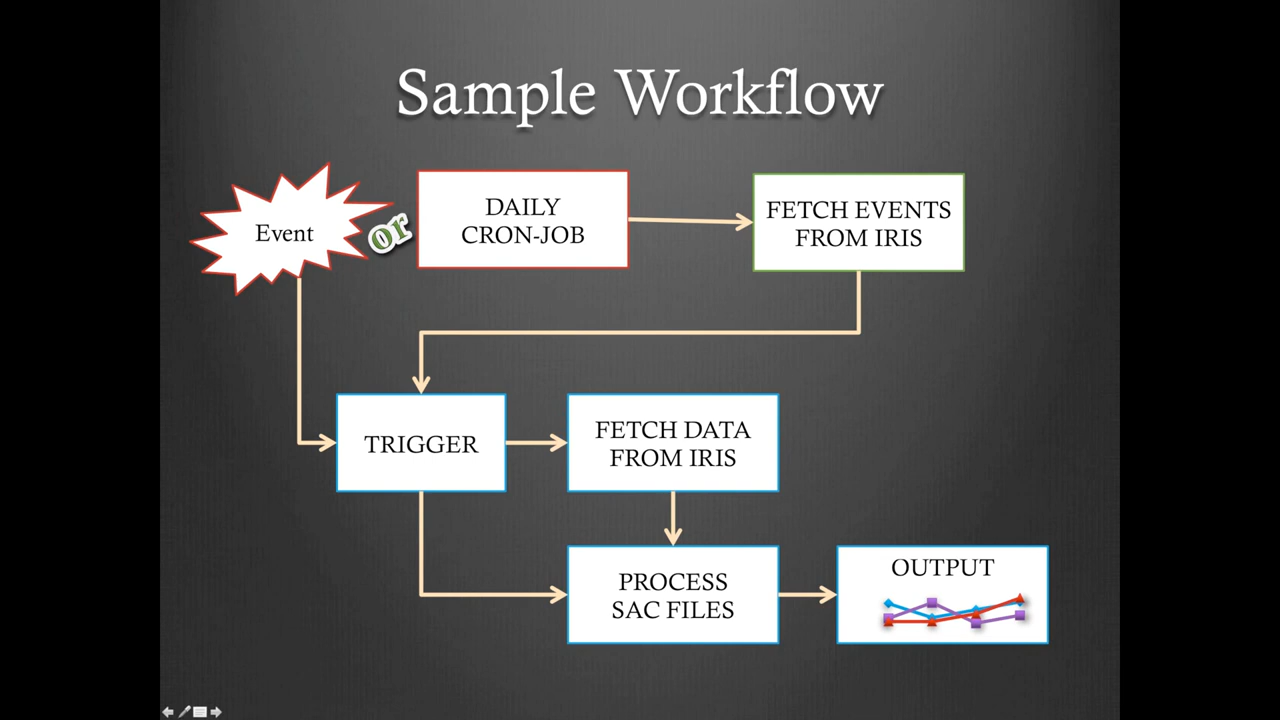 Sample Workflow
Event
or
DAILY
CRON-JOB
FETCH EVENTS
FROM IRIS
TRIGGER
FETCH DATA
FROM IRIS
PROCESS
SAC FILES
OUTPUT